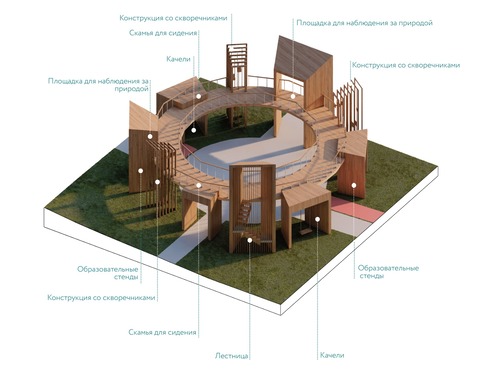 Конструкция со скворечниками
Скамья для сидения
Площадка для наблюдения за природой
Качели
Конструкция со скворечниками
Площадка для наблюдения за
природой
Образовательные
стенды
Образовательные
стенды
Конструкция со скворечниками
Скамья для сидения
Лестница
Качели